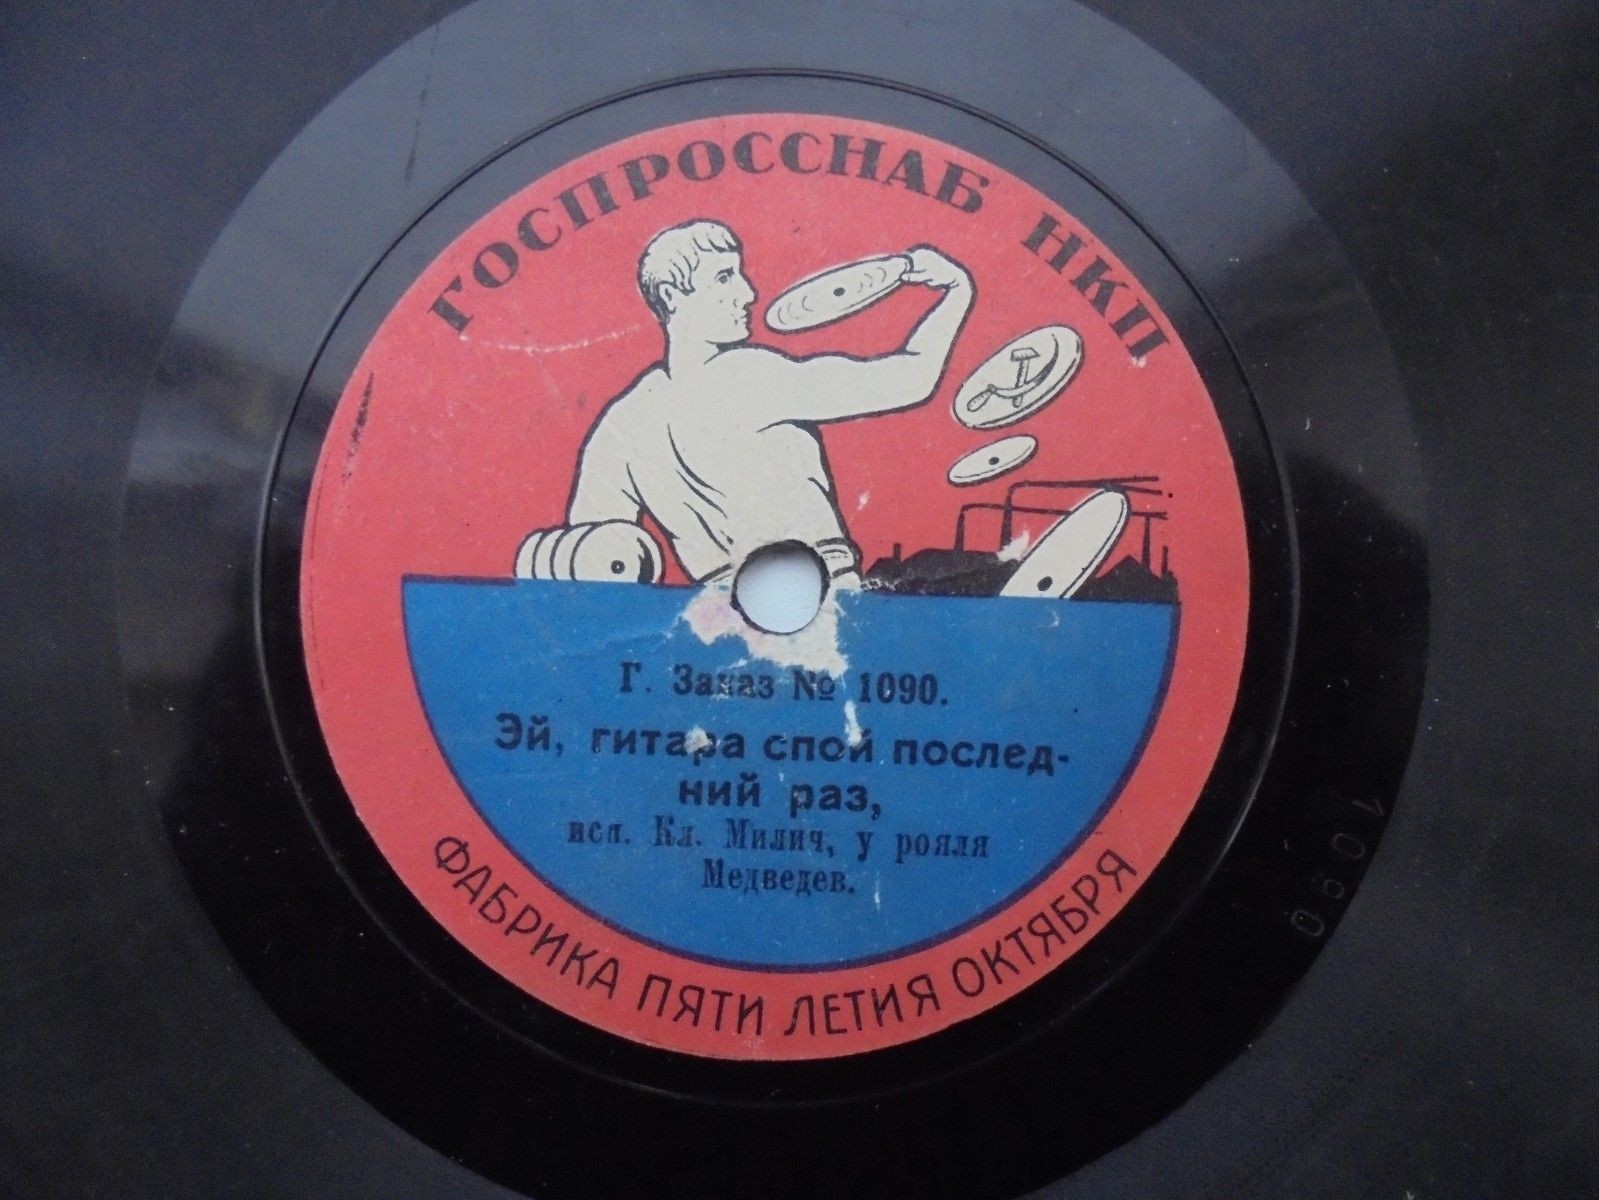 ГОСПРОССНАБ НКП
Г. Заказ № 1090.
Эй, гитара спой послед-
ний раз,
исп. Кл. Милич, у рояля
Медведев.
ФАБРИКА ПЯТИ ЛЕТИЯ ОКТЯБРЯ
1090